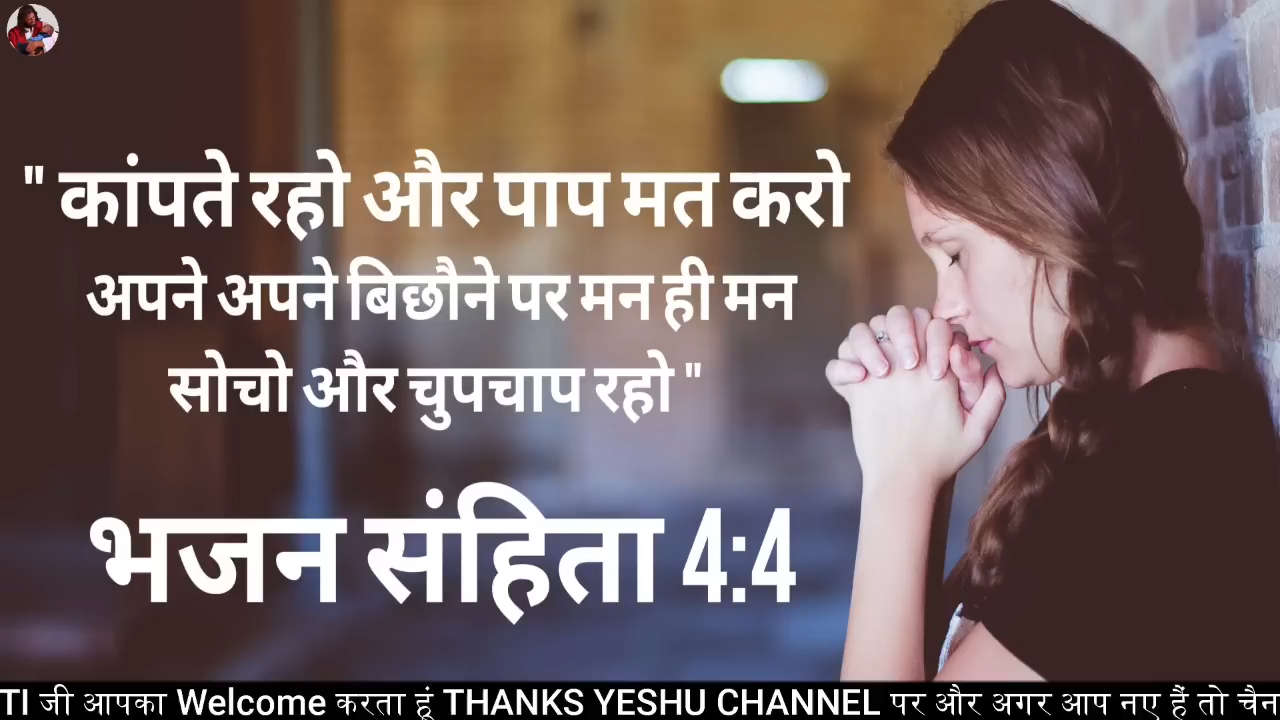 " कांपते रहो और पाप मत करो
अपने अपने बिछौने पर मन ही मन
सोचो और चुपचाप रहो "
भजन संहिता 4:4
TI जी आपका Welcome करता हूं THANKS YESHU CHANNEL पर और अगर आप नए हैं तो चैन